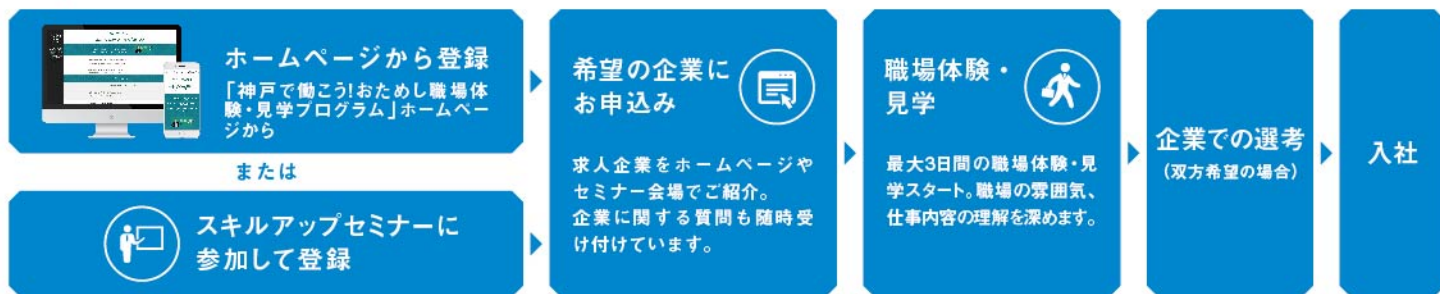 ホームページから登録
「神戸で働こう!おためし職場体
験・見学プログラム」ホームペー
ジから
または
スキルアップセミナーに
参加して登録
希望の企業に
お申込み
求人企業をホームページや
セミナー会場でご紹介。
企業に関する質問も随時受
け付けています。
職場体験・
見学
最大3日間の職場体験・見
学スタート。職場の雰囲気、
仕事内容の理解を深めます。
企業での選考
(双方希望の場合)
入社